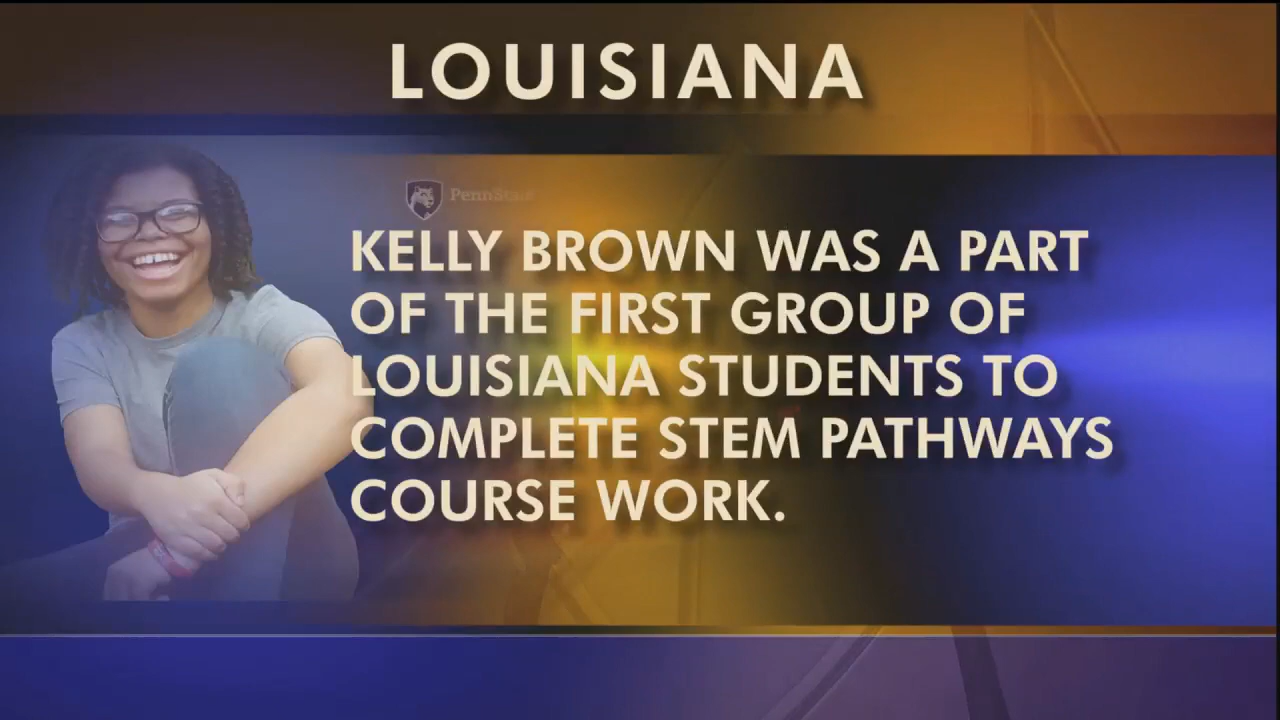 LOUISIANA
PennState
KELLY BROWN WAS A PART
OF THE FIRST GROUP OF
LOUISIANA STUDENTS TO
COMPLETE STEM PATHWAYS
COURSE WORK.